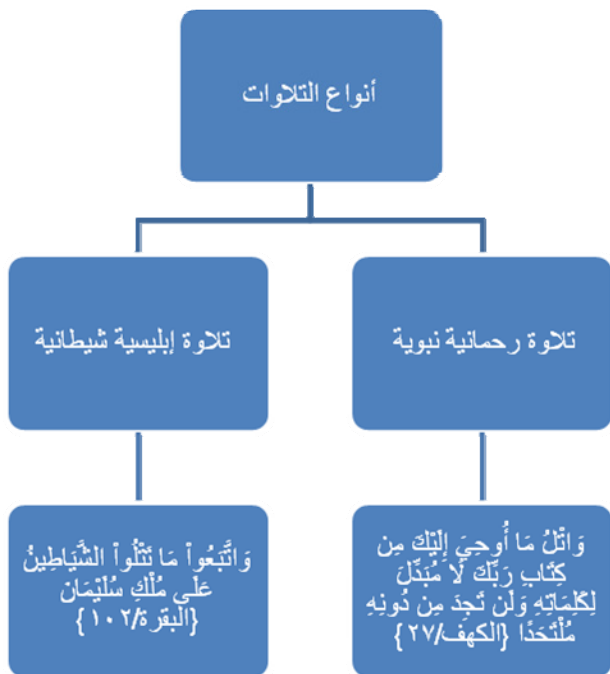 أنواع التلاوات
تلاوة رحمانية نبوية
تلاوة إبليسية شيطانية
وَاتْلُ مَا أُوحِيَ إِلَيْكَ مِن
كِتَابِ رَبِّكَ لَا مُبَدِّلَ
لِكَلِمَاتِهِ وَلَن تَجِدَ مِن دُونِهِ
مُلْتَحَدًا {الكهف/٢٧}
وَاتَّبَعُواْ مَا تَتْلُواْ الشَّيَاطِينُ
عَلَى مُلْكِ سُلَيْمَانَ
{البقرة/١٠٢}